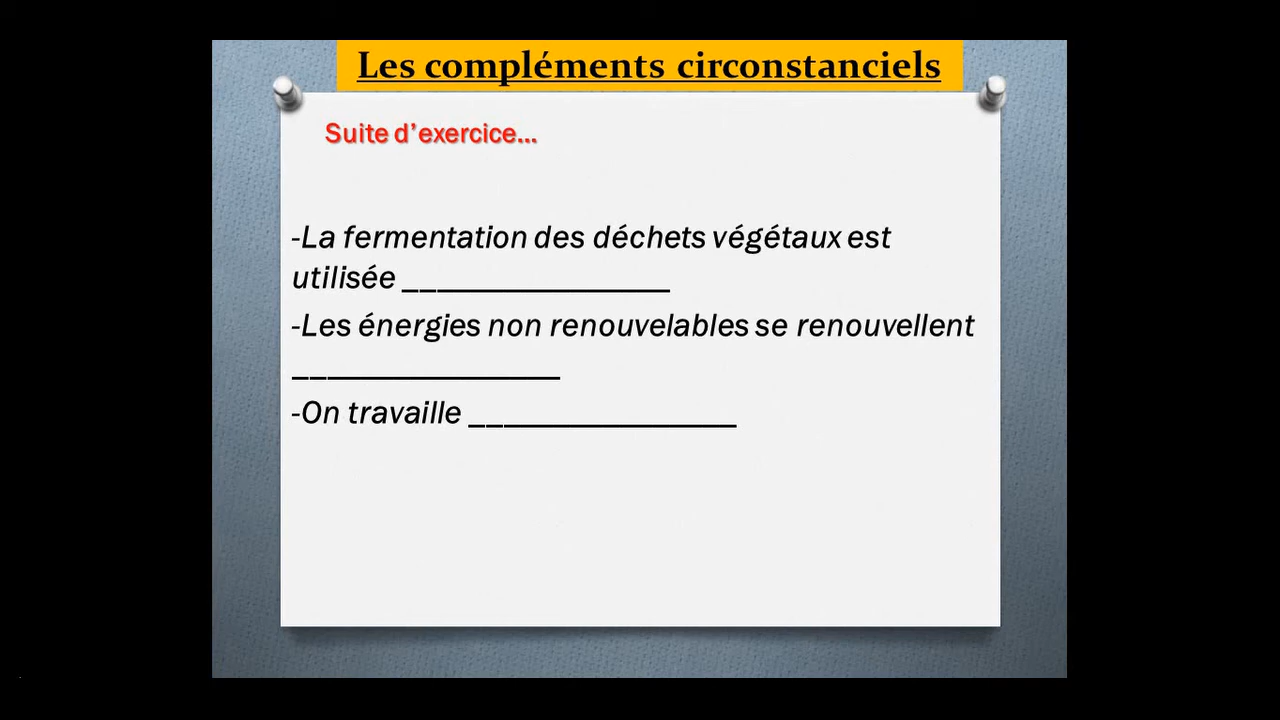 Les compléments circonstanciels
Suite d’exercice...
-La fermentation des déchets végétaux est
utilisée ________________
-Les énergies non renouvelables se renouvellent
________________
-On travaille ________________